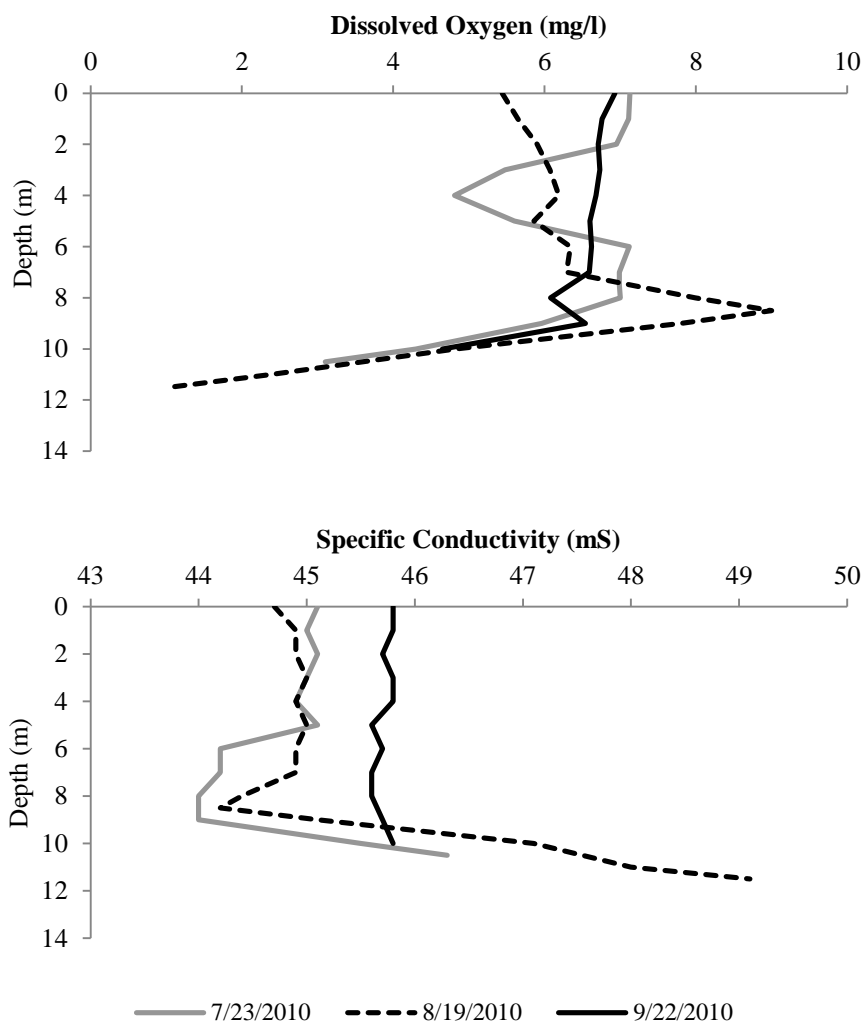 Dissolved Oxygen (mg/l)
0 2 4 6 8 10
0
2
4
6
8
10
12
14
Depth (m)
Specific Conductivity (mS)
43 44 45 46 47 48 49 50
0
2
4
6
8
10
12
14
Depth (m)
7/23/2010 8/19/2010 9/22/2010